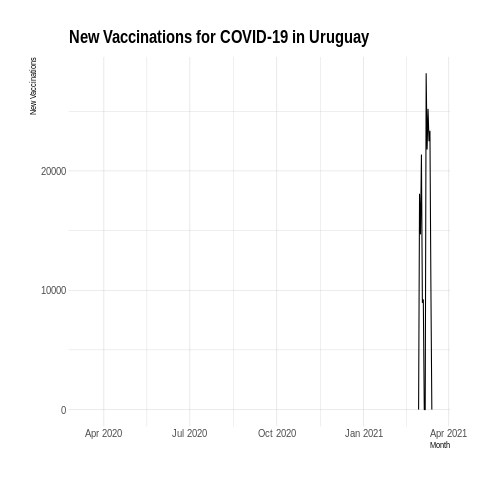 New Vaccinations for COVID-19 in Uruguay
New Vaccinations
20000
10000
0
Apr 2020 Jul 2020 Oct 2020 Jan 2021 Apr 2021
Month